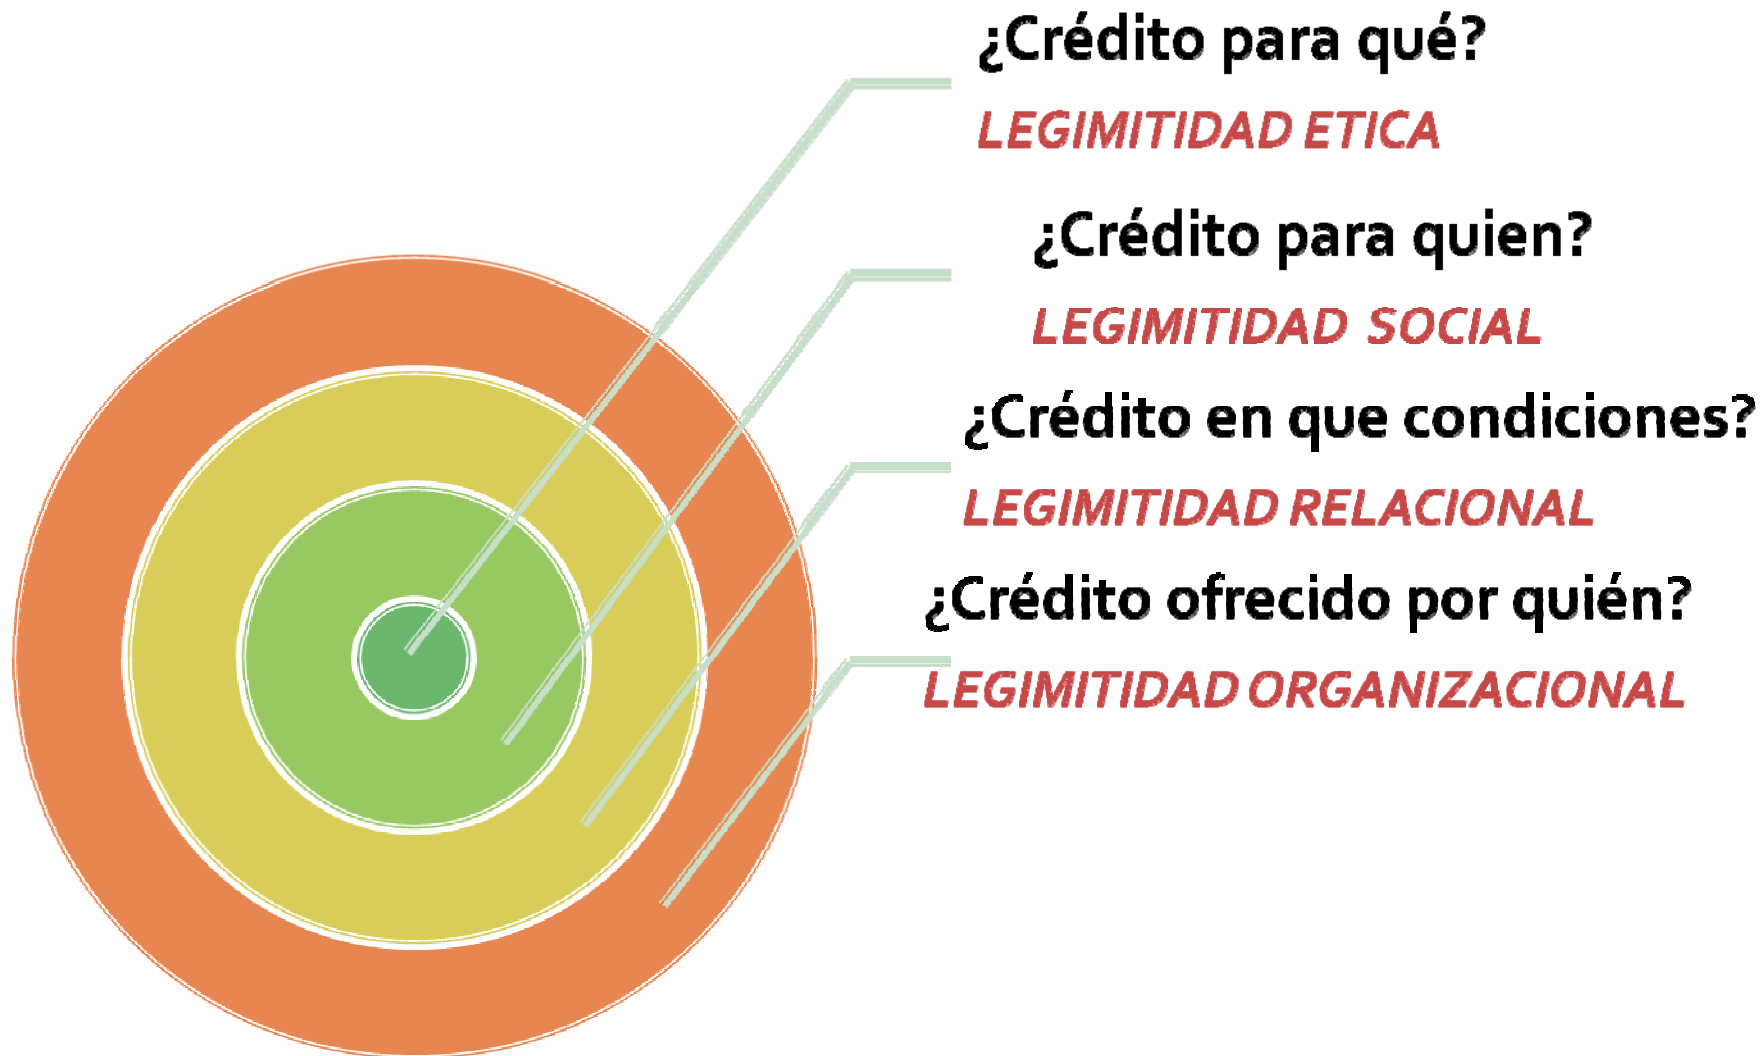 ¿Crédito para qué?
LEGIMITIDAD ETICA
¿Crédito para quien?
LEGIMITIDAD SOCIAL
¿Crédito en que condiciones?
LEGIMITIDAD RELACIONAL
¿Crédito ofrecido por quién?
LEGIMITIDAD ORGANIZACIONAL